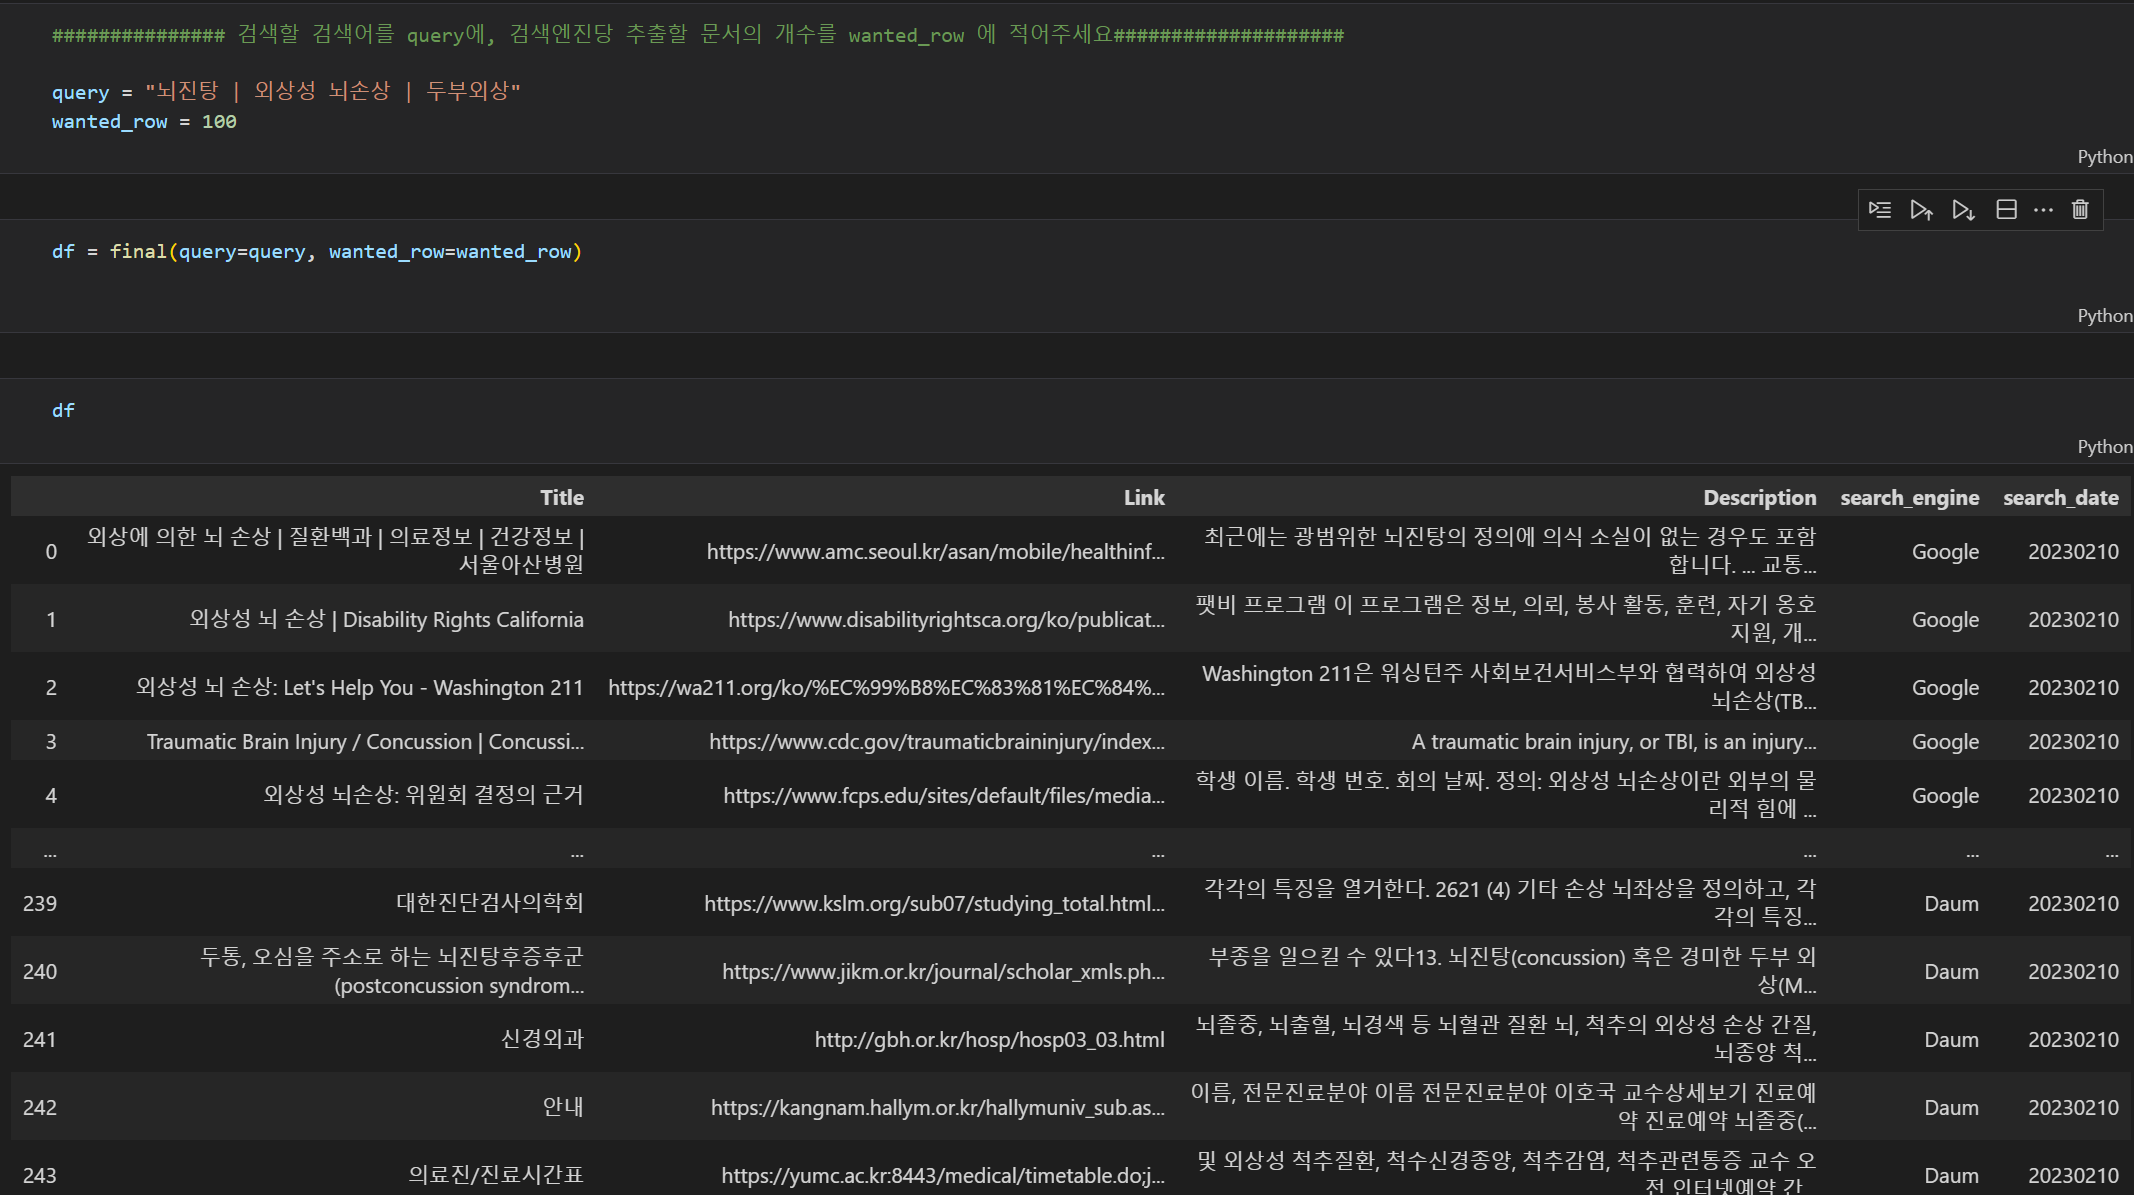 ############### 검색할 검색어를 query에, 검색엔진당 추출할 문서의 개수를 wanted_row 에 적어주세요####################
query = "뇌진탕 | 외상성 뇌손상 | 두부외상"
wanted_row = 100
Python
df = final(query=query, wanted_row=wanted_row)
Python
df
Python
Title Link Description search_engine search_date
0 외상에 의한 뇌 손상 | 질환백과 | 의료정보 | 건강정보 | 서울아산병원 https://www.amc.seoul.kr/asan/mobile/healthinf... 최근에는 광범위한 뇌진탕의 정의에 의식 소실이 없는 경우도 포함합니다. ... 교통... Google 20230210
1 외상성 뇌 손상 | Disability Rights California https://www.disabilityrightsca.org/ko/publicat... 팻비 프로그램 이 프로그램은 정보, 의뢰, 봉사 활동, 훈련, 자기 옹호 지원, 개... Google 20230210
2 외상성 뇌 손상: Let's Help You - Washington 211 https://wa211.org/ko/%EC%99%B8%EC%83%81%EC%84%... Washington 211은 워싱턴주 사회보건서비스부와 협력하여 외상성 뇌손상(TB... Google 20230210
3 Traumatic Brain Injury / Concussion | Concussi... https://www.cdc.gov/traumaticbraininjury/index... A traumatic brain injury, or TBI, is an injury... Google 20230210
4 외상성 뇌손상: 위원회 결정의 근거 https://www.fcps.edu/sites/default/files/media... 학생 이름. 학생 번호. 회의 날짜. 정의: 외상성 뇌손상이란 외부의 물리적 힘에 ... Google 20230210
... ... ... ... ... ...
239 대한진단검사의학회 https://www.kslm.org/sub07/studying_total.html... 각각의 특징을 열거한다. 2621 (4) 기타 손상 뇌좌상을 정의하고, 각각의 특징... Daum 20230210
240 두통, 오심을 주소로 하는 뇌진탕후증후군(postconcussion syndrom... https://www.jikm.or.kr/journal/scholar_xmls.ph... 부종을 일으킬 수 있다13. 뇌진탕(concussion) 혹은 경미한 두부 외상(M... Daum 20230210
241 신경외과 http://gbh.or.kr/hosp/hosp03_03.html 뇌졸중, 뇌출혈, 뇌경색 등 뇌혈관 질환 뇌, 척추의 외상성 손상 간질, 뇌종양 척... Daum 20230210
242 안내 https://kangnam.hallym.or.kr/hallymuniv_sub.as... 이름, 전문진료분야 이름 전문진료분야 이호국 교수상세보기 진료예약 진료예약 뇌졸중(... Daum 20230210
243 의료진/진료시간표 https://yumc.ac.kr:8443/medical/timetable.do;j... 및 외상성 척추질환, 척수신경종양, 척추감염, 척추관련통증 교수 오전 인터넷예약 간... Daum 20230210